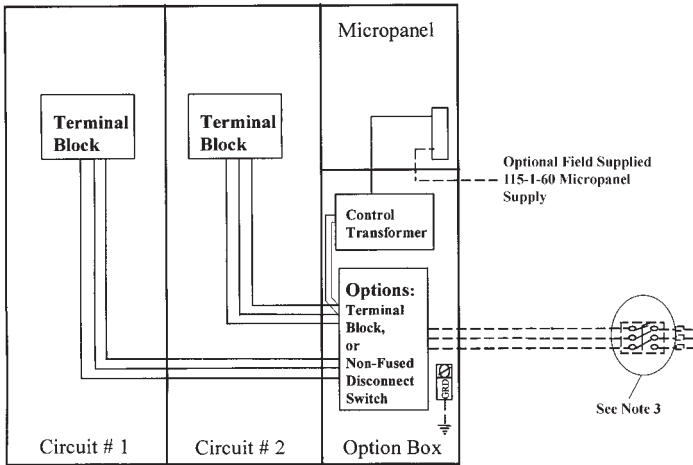 Micropanel
Terminal
Block
Terminal
Block
Optional Field Supplied
115-1-60 Micropanel
Supply
Control
Transformer
Options:
Terminal
Block,
or
Non-Fused
Disconnect
Switch
GRD
See Note 3
Circuit # 1
Circuit # 2
Option Box